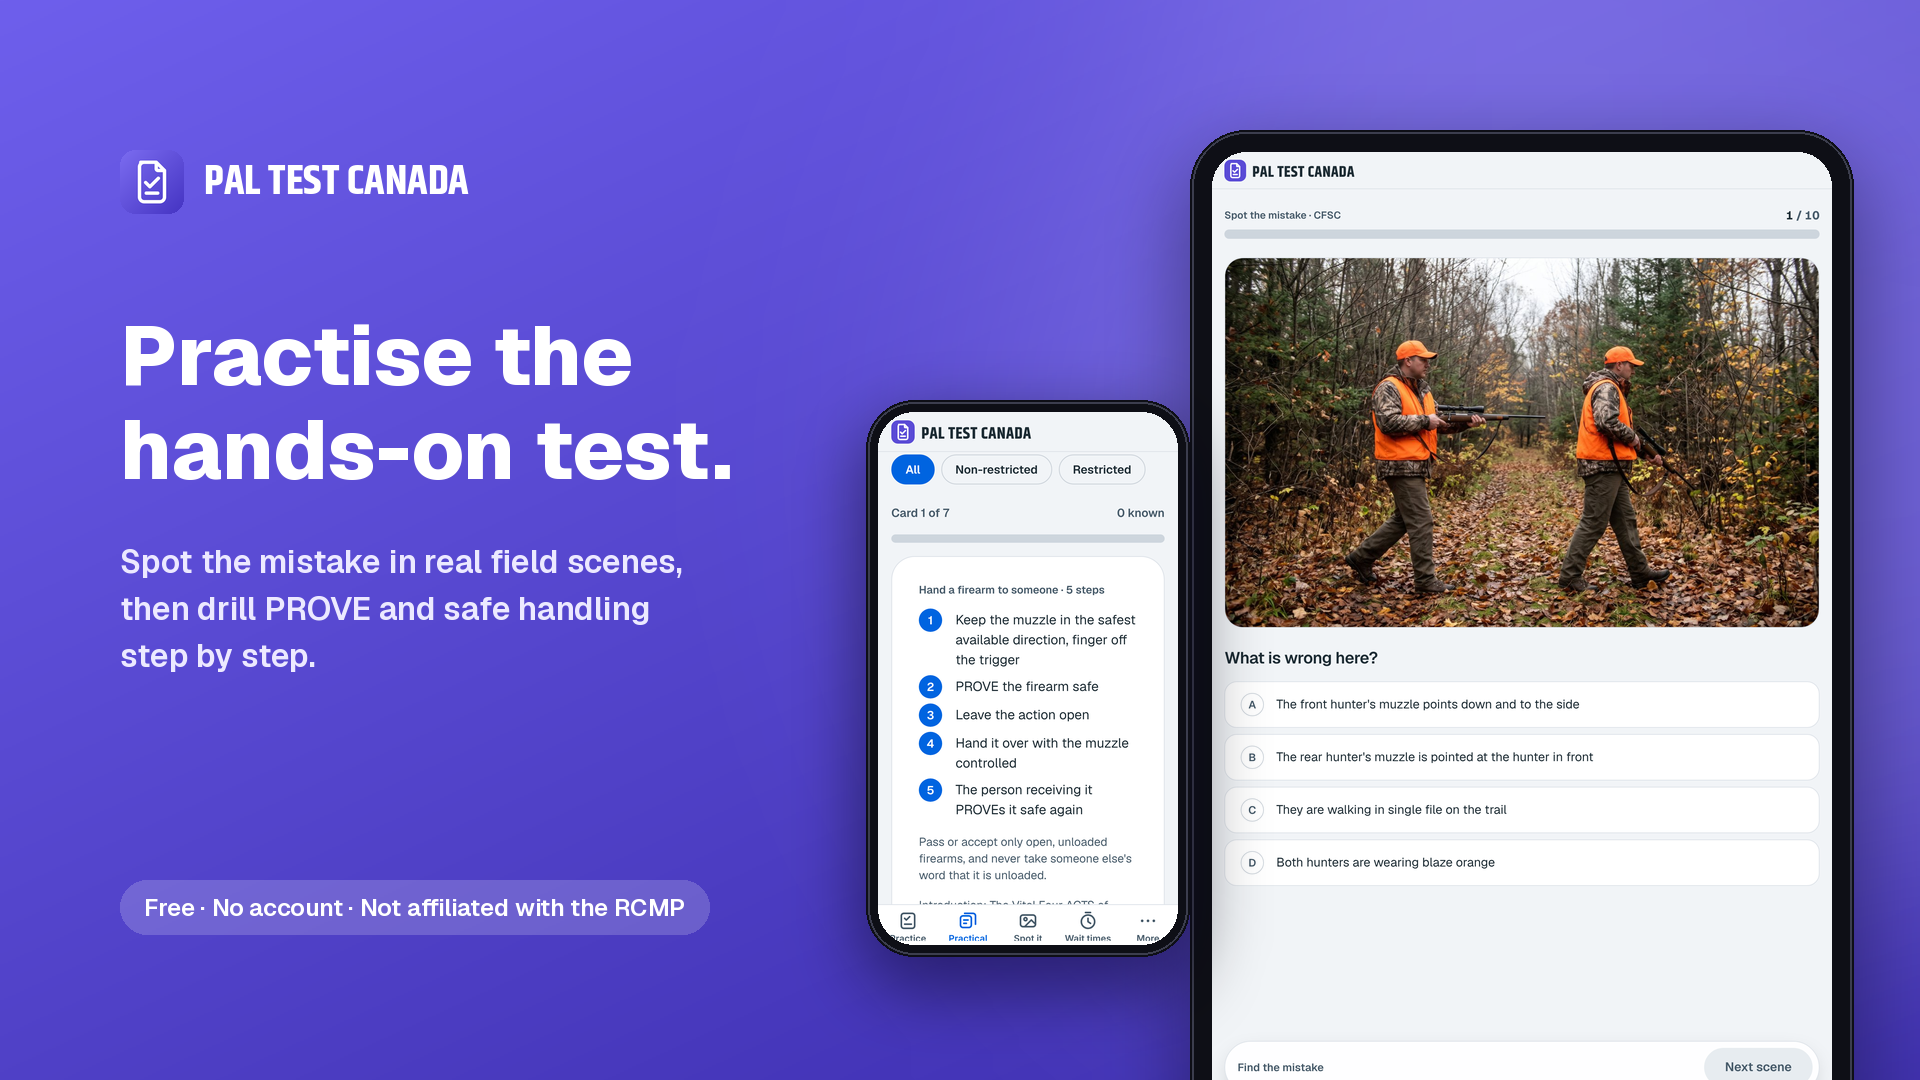 PAL TEST CANADA
Practise the
hands-on test.
Spot the mistake in real field scenes,
then drill PROVE and safe handling
step by step.
Free · No account · Not affiliated with the RCMP
PAL TEST CANADA
All
Non-restricted
Restricted
Card 1 of 7
0 known
Hand a firearm to someone · 5 steps
1 Keep the muzzle in the safest
available direction, finger off
the trigger
2 PROVE the firearm safe
3 Leave the action open
4 Hand it over with the muzzle
controlled
5 The person receiving it
PROVEs it safe again
Pass or accept only open, unloaded
firearms, and never take someone else's
word that it is unloaded.
Introduction: The Vital Four ACTS of
Practice
Practical
Spot it
Wait times
More
PAL TEST CANADA
Spot the mistake · CFSC
1 / 10
What is wrong here?
A The front hunter's muzzle points down and to the side
B The rear hunter's muzzle is pointed at the hunter in front
C They are walking in single file on the trail
D Both hunters are wearing blaze orange
Find the mistake
Next scene